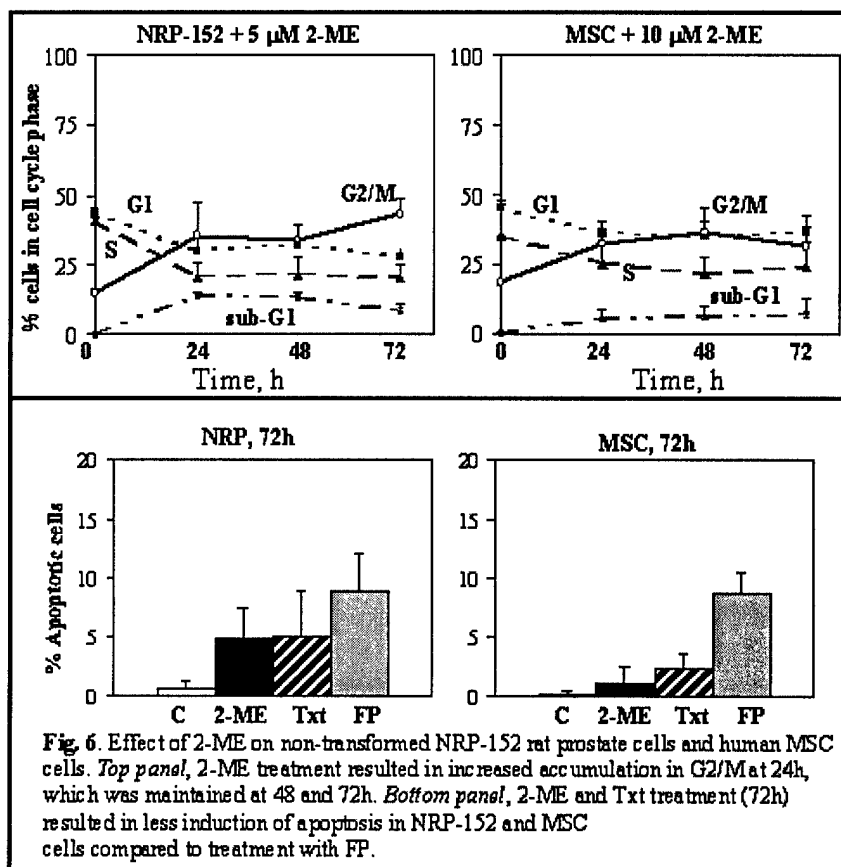 NRP-152 + 5 µM 2-ME
MSC + 10 µM 2-ME
% cells in cell cycle phase
100
75
50
25
0
G1
G2/M
S
sub-G1
0 24 48 72
Time, h
100
75
50
25
0
G1
G2/M
S
sub-G1
0 24 48 72
Time, h
NRP, 72h
MSC, 72h
% Apoptotic cells
20
15
10
5
0
C 2-ME Txt FP
20
15
10
5
0
C 2-ME Txt FP
Fig. 6. Effect of 2-ME on non-transformed NRP-152 rat prostate cells and human MSC
cells. Top panel, 2-ME treatment resulted in increased accumulation in G2/M at 24h,
which was maintained at 48 and 72h. Bottom panel, 2-ME and Txt treatment (72h)
resulted in less induction of apoptosis in NRP-152 and MSC
cells compared to treatment with FP.